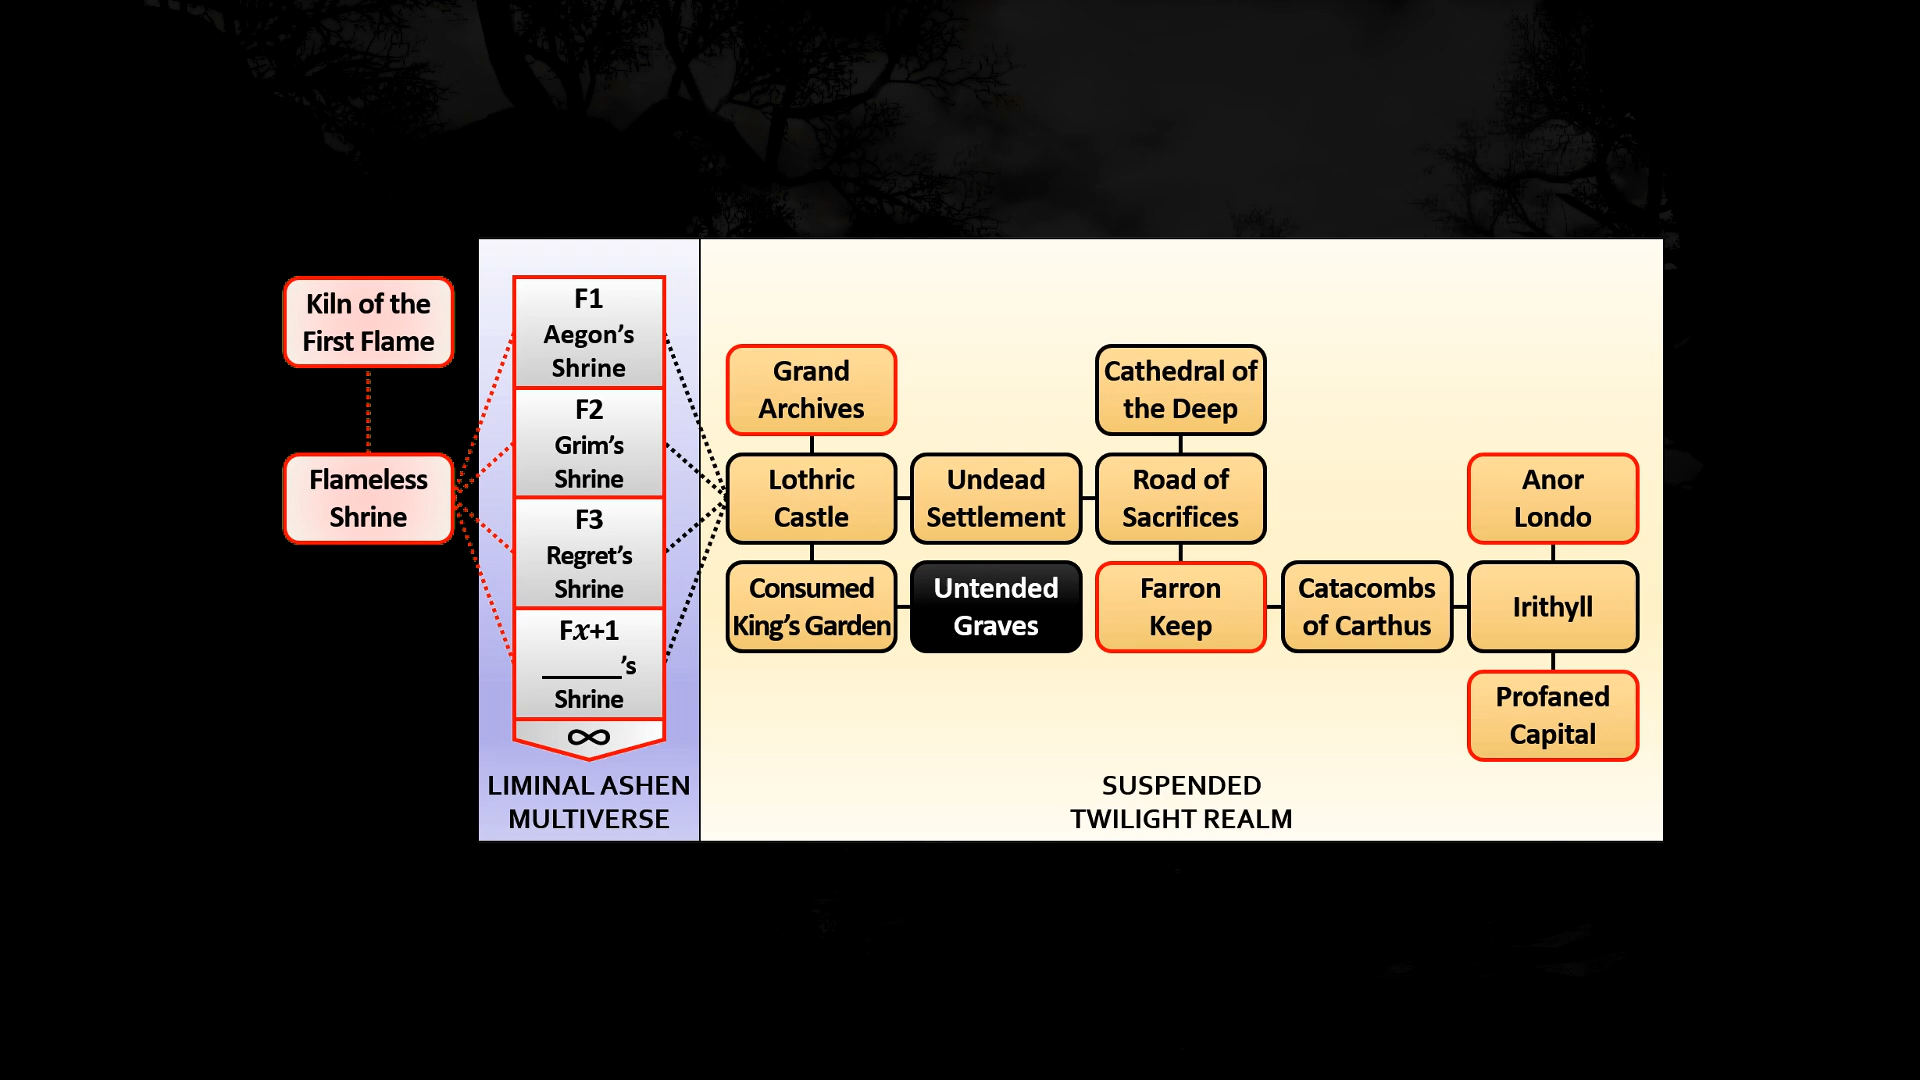 Kiln of the
First Flame
Flameless
Shrine
F1
Aegon's
Shrine
F2
Grim's
Shrine
F3
Regret's
Shrine
Fx+1
______'s
Shrine
∞
LIMINAL ASHEN
MULTIVERSE
Grand
Archives
Lothric
Castle
Consumed
King's Garden
Undead
Settlement
Untended
Graves
Cathedral of
the Deep
Road of
Sacrifices
Farron
Keep
Catacombs
of Carthus
Anor
Londo
Irithyll
Profaned
Capital
SUSPENDED
TWILIGHT REALM